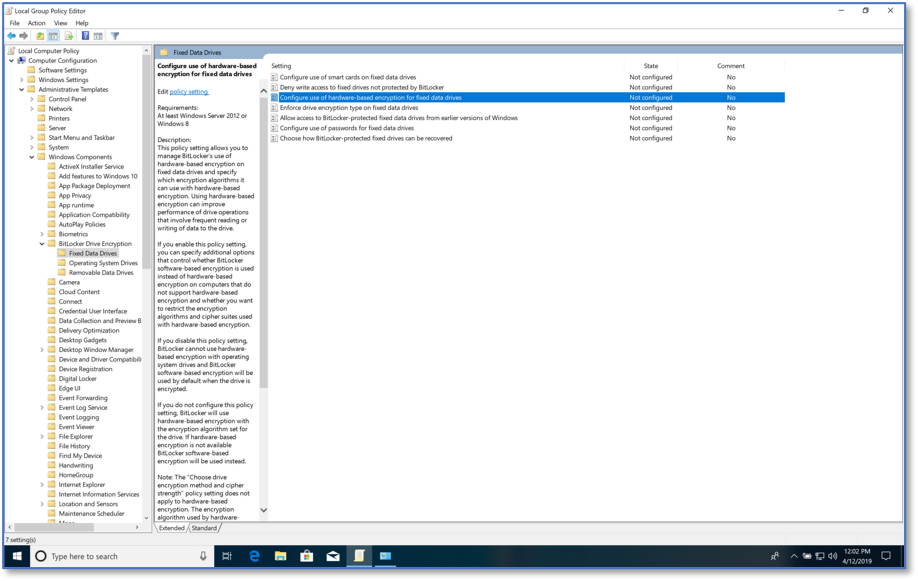 Local Group Policy Editor
File Action View Help
Local Computer Policy
Computer Configuration
Software Settings
Windows Settings
Administrative Templates
Control Panel
Network
Printers
Server
Start Menu and Taskbar
System
Windows Components
ActiveX Installer Service
Add features to Windows 10
App Package Deployment
App Privacy
App runtime
Application Compatibility
AutoPlay Policies
Biometrics
BitLocker Drive Encryption
Fixed Data Drives
Operating System Drives
Removable Data Drives
Camera
Cloud Content
Connect
Credential User Interface
Data Collection and Preview B
Delivery Optimization
Desktop Gadgets
Desktop Window Manager
Device and Driver Compatibili
Device Registration
Digital Locker
Edge UI
Event Forwarding
Event Log Service
Event Logging
Event Viewer
File Explorer
File History
Find My Device
Handwriting
HomeGroup
Internet Explorer
Internet Information Services
Location and Sensors
Maintenance Scheduler
Fixed Data Drives
Configure use of hardware-based
encryption for fixed data drives
Edit policy setting
Requirements:
At least Windows Server 2012 or
Windows 8
Description:
This policy setting allows you to
manage BitLocker's use of
hardware-based encryption on
fixed data drives and specify
which encryption algorithms it
can use with hardware-based
encryption. Using hardware-based
encryption can improve
performance of drive operations
that involve frequent reading or
writing of data to the drive.
If you enable this policy setting,
you can specify additional options
that control whether BitLocker
software-based encryption is used
instead of hardware-based
encryption on computers that do
not support hardware-based
encryption and whether you want
to restrict the encryption
algorithms and cipher suites used
with hardware-based encryption.
If you disable this policy setting,
BitLocker cannot use hardware-
based encryption with operating
system drives and BitLocker
software-based encryption will be
used by default when the drive is
encrypted.
If you do not configure this policy
setting, BitLocker will use
hardware-based encryption with
the encryption algorithm set for
the drive. If hardware-based
encryption is not available
BitLocker software-based
encryption will be used instead.
Note: The "Choose drive
encryption method and cipher
strength" policy setting does not
apply to hardware-based
encryption. The encryption
algorithm used by hardware-
Setting State Comment
Configure use of smart cards on fixed data drives Not configured No
Deny write access to fixed drives not protected by BitLocker Not configured No
Configure use of hardware-based encryption for fixed data drives Not configured No
Enforce drive encryption type on fixed data drives Not configured No
Allow access to BitLocker-protected fixed data drives from earlier versions of Windows Not configured No
Configure use of passwords for fixed data drives Not configured No
Choose how BitLocker-protected fixed drives can be recovered Not configured No
Extended Standard
7 setting(s)
Type here to search
12:02 PM
4/12/2019